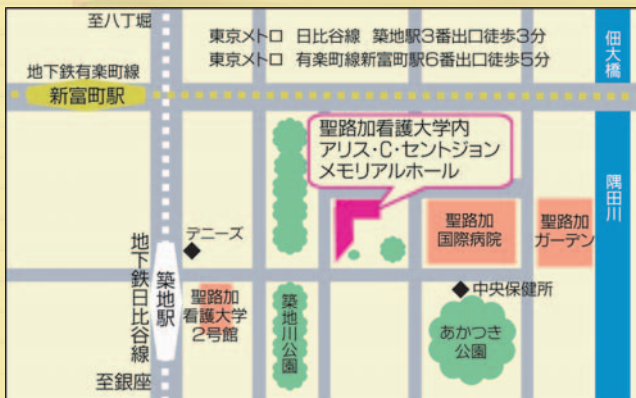 至八丁堀
東京メトロ 日比谷線 築地駅3番出口徒歩3分
東京メトロ 有楽町線新富町駅6番出口徒歩5分
佃大橋
地下鉄有楽町線
新富町駅
聖路加看護大学内
アリス・C・セントジョン
メモリアルホール
隅田川
聖路加
国際病院
聖路加
ガーデン
デニーズ
地下鉄日比谷線
築地駅
聖路加
看護大学
2号館
築地川公園
中央保健所
あかつき
公園
至銀座